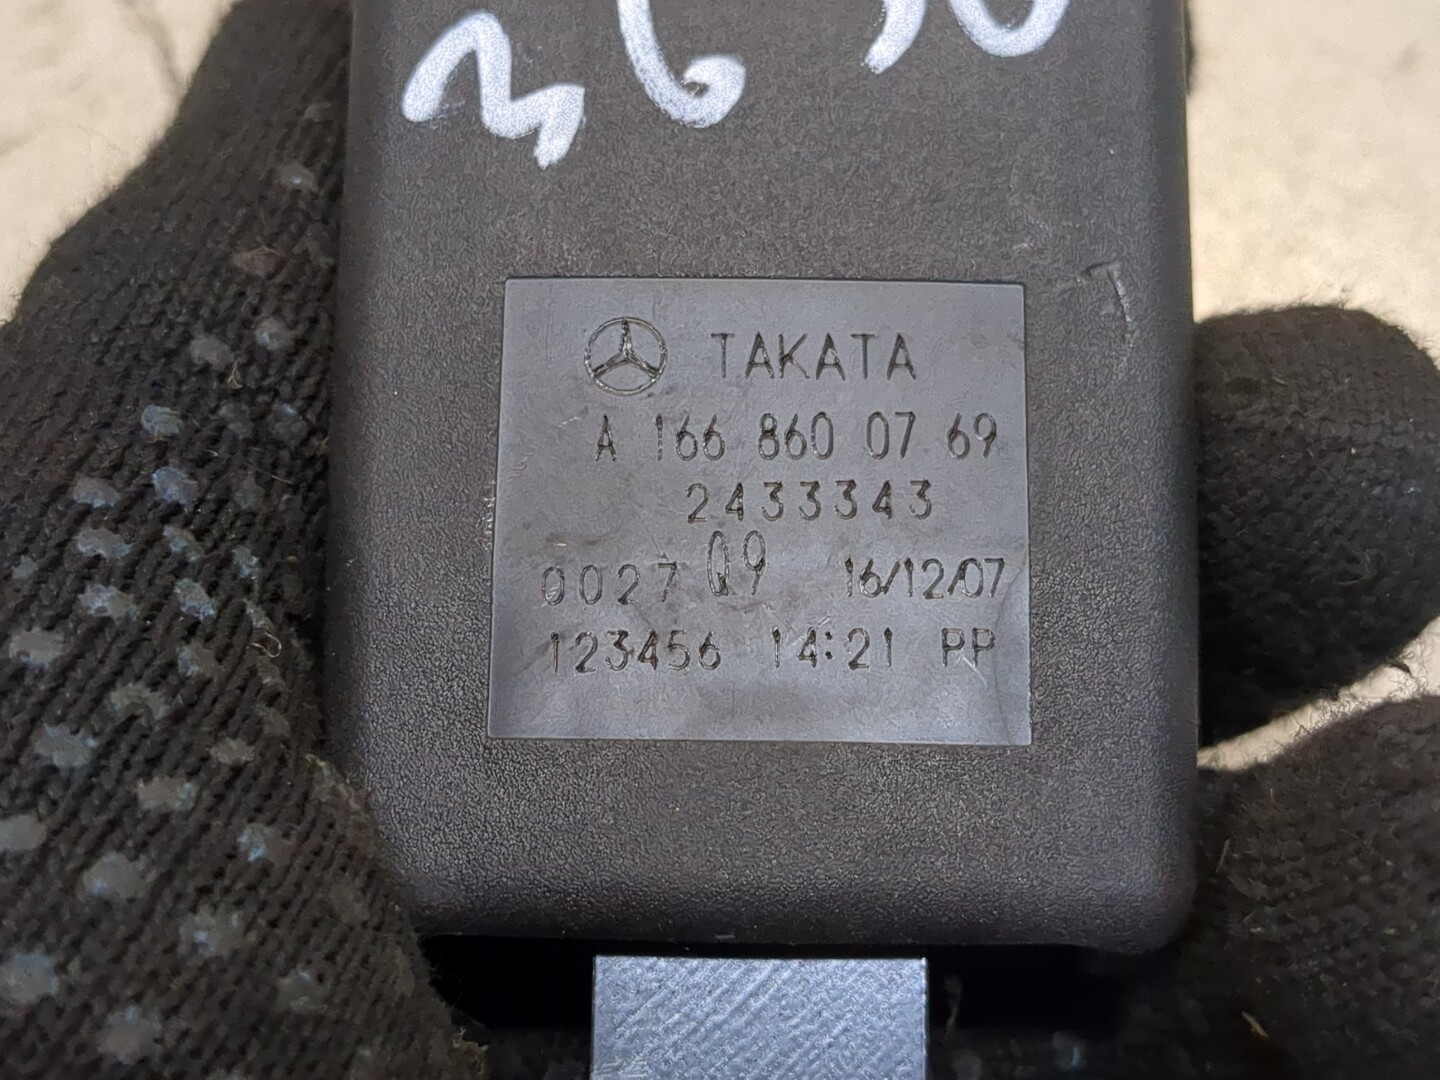 TAKATA
A 166 860 07 69
2433343
0027 Q9 16/12/07
123456 14:21 PP